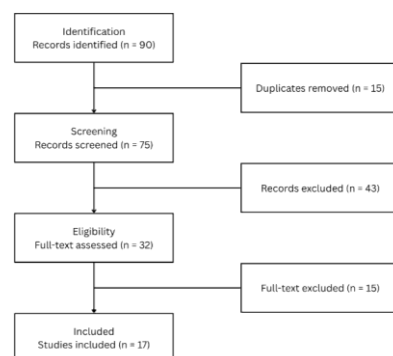 Identification
Records identified (n = 90)
Duplicates removed (n = 15)
Screening
Records screened (n = 75)
Records excluded (n = 43)
Eligibility
Full-text assessed (n = 32)
Full-text excluded (n = 15)
Included
Studies included (n = 17)